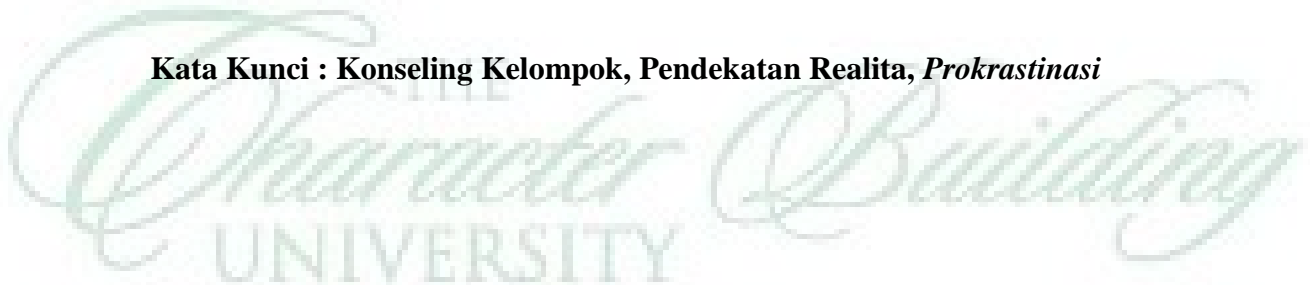 Kata Kunci : Konseling Kelompok, Pendekatan Realita, Prokrastinasi
THE
Character Building
UNIVERSITY